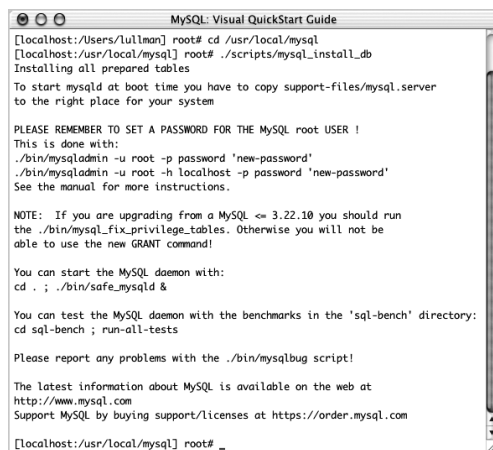 MySQL: Visual QuickStart Guide
[localhost:/Users/lullman] root# cd /usr/local/mysql
[localhost:/usr/local/mysql] root# ./scripts/mysql_install_db
Installing all prepared tables
To start mysqld at boot time you have to copy support-files/mysql.server
to the right place for your system
PLEASE REMEMBER TO SET A PASSWORD FOR THE MySQL root USER !
This is done with:
./bin/mysqladmin -u root -p password 'new-password'
./bin/mysqladmin -u root -h localhost -p password 'new-password'
See the manual for more instructions.
NOTE:  If you are upgrading from a MySQL <= 3.22.10 you should run
the ./bin/mysql_fix_privilege_tables. Otherwise you will not be
able to use the new GRANT command!
You can start the MySQL daemon with:
cd . ; ./bin/safe_mysqld &
You can test the MySQL daemon with the benchmarks in the 'sql-bench' directory:
cd sql-bench ; run-all-tests
Please report any problems with the ./bin/mysqlbug script!
The latest information about MySQL is available on the web at
http://www.mysql.com
Support MySQL by buying support/licenses at https://order.mysql.com
[localhost:/usr/local/mysql] root# _